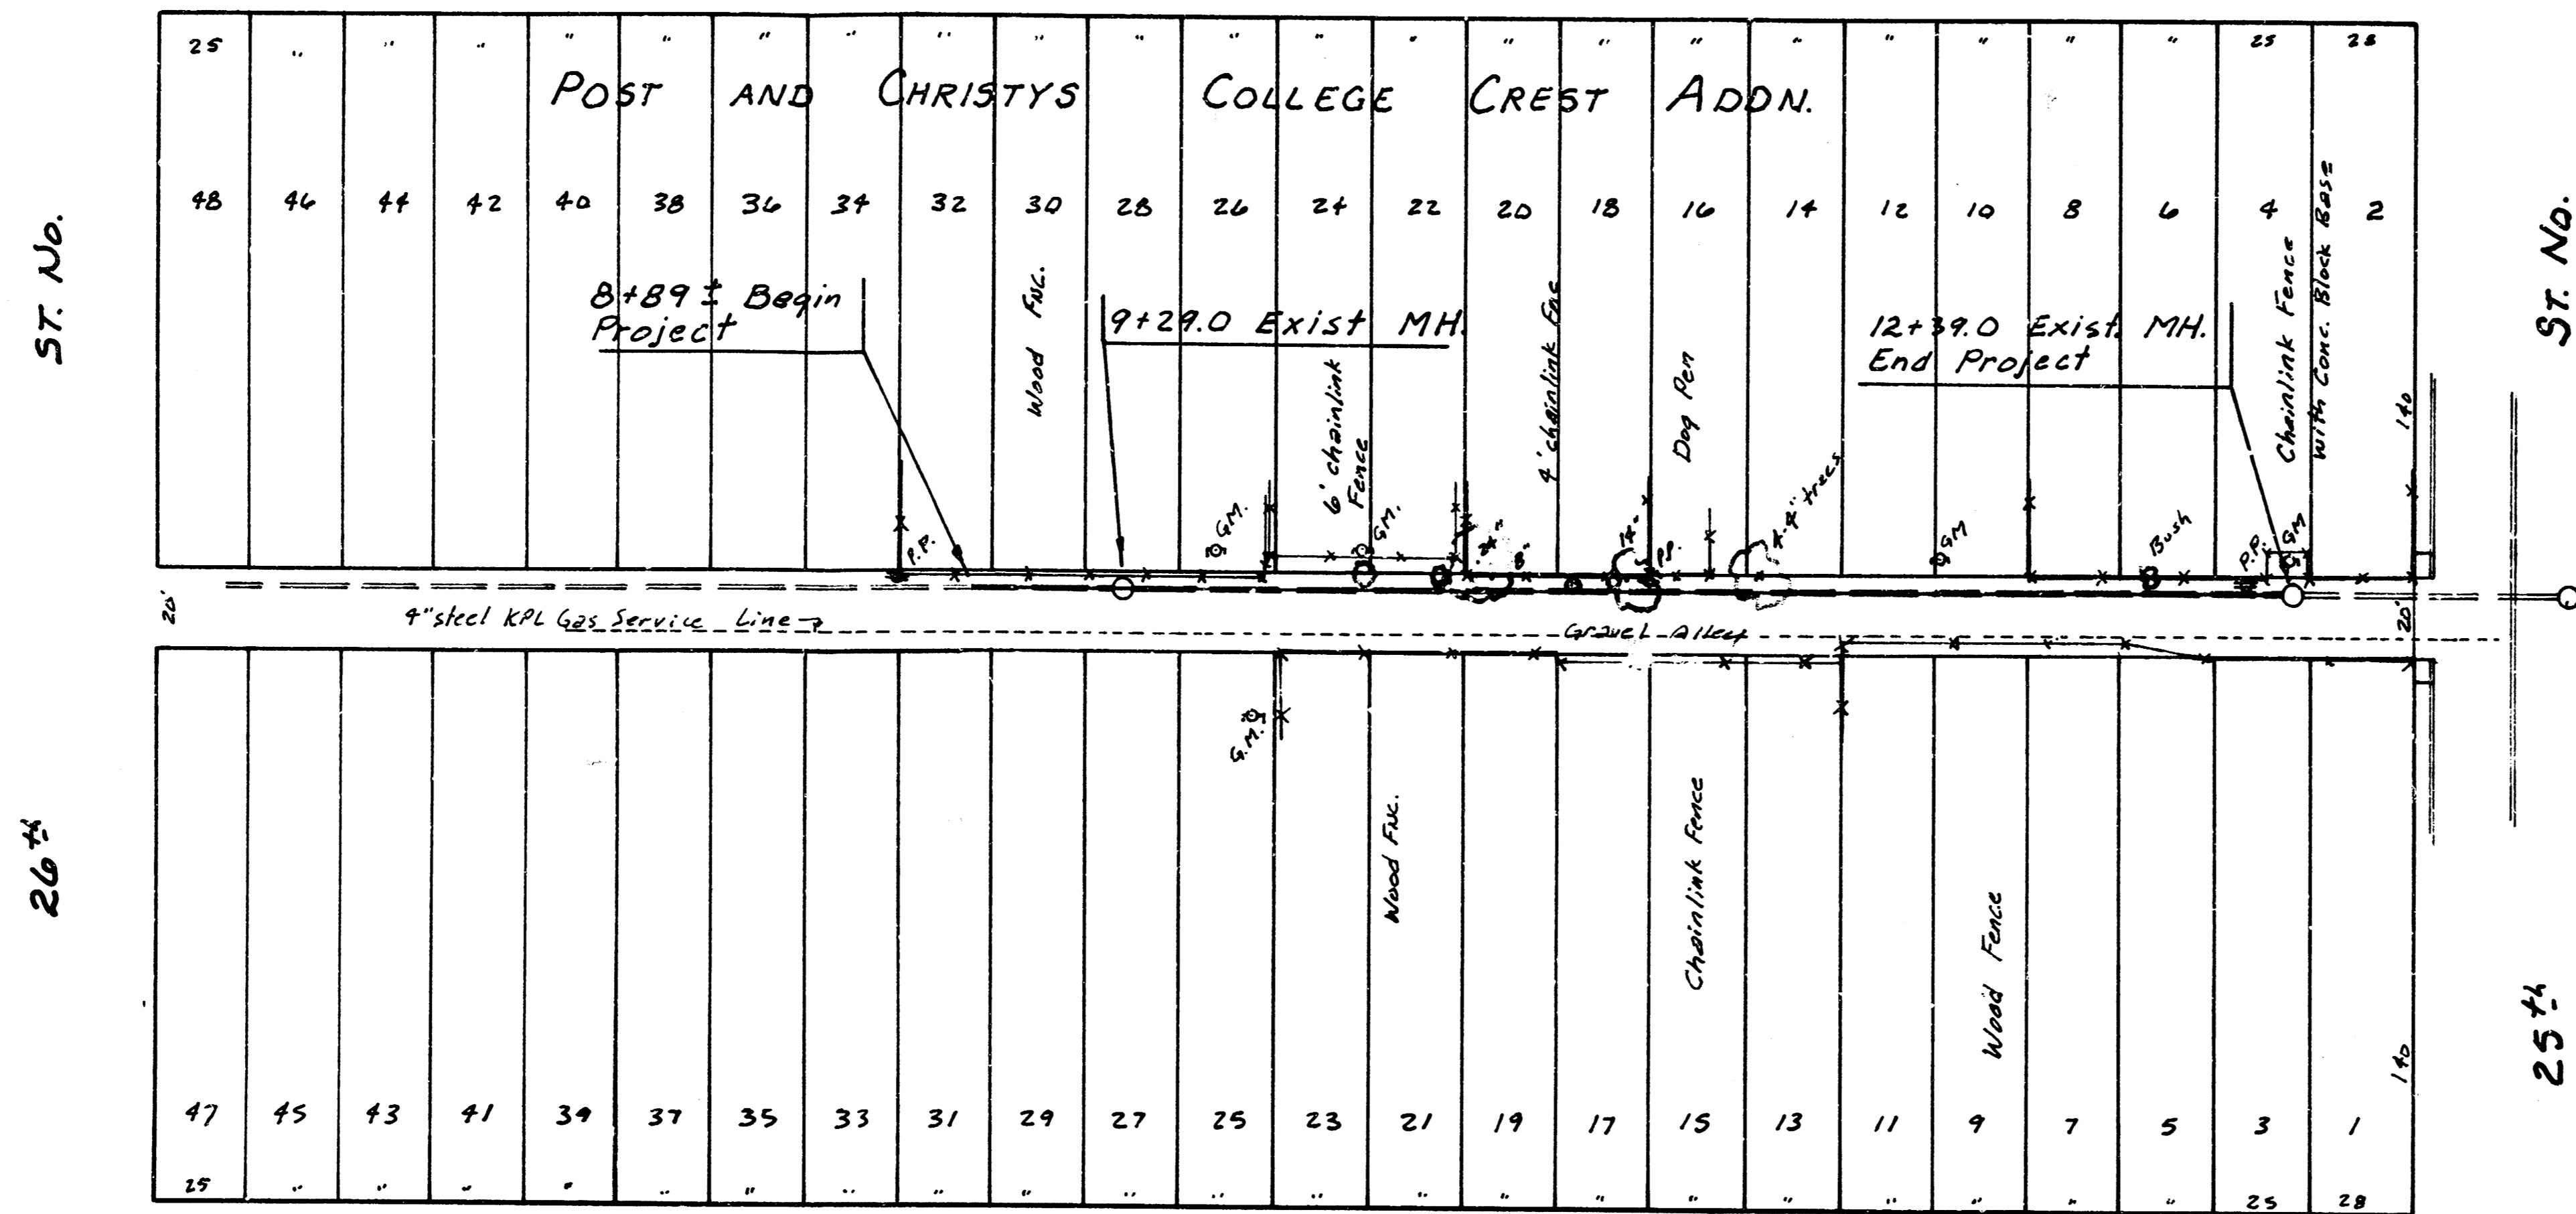 25 " " " " " " " " " " " " " " " " " " " " " 25 28
POST AND CHRISTYS COLLEGE CREST ADDN.
48 46 44 42 40 38 36 34 32 30 28 26 24 22 20 18 16 14 12 10 8 6 4 2
ST. NO.
ST. NO.
8+89 ± Begin
Project
Wood FNC.
9+29.0 Exist MH.
6' chainlink
Fence
4' chainlink Fnc
Dog Pen
12+39.0 Exist. MH.
End Project
Chainlink Fence
with Conc. Block Base
140
P.P.
G.M.
G.M.
24"
8"
P.P.
4-4" trees
GM
Bush
P.P.
GM
20'
4" steel KPL Gas Service Line
Gravel Alley
20'
G.M.
Wood FNC.
Chainlink Fence
Wood Fence
140
26th
25th
47 45 43 41 39 37 35 33 31 29 27 25 23 21 19 17 15 13 11 9 7 5 3 1
25 " " " " " " " " " " " " " " " " " " " " " 25 28